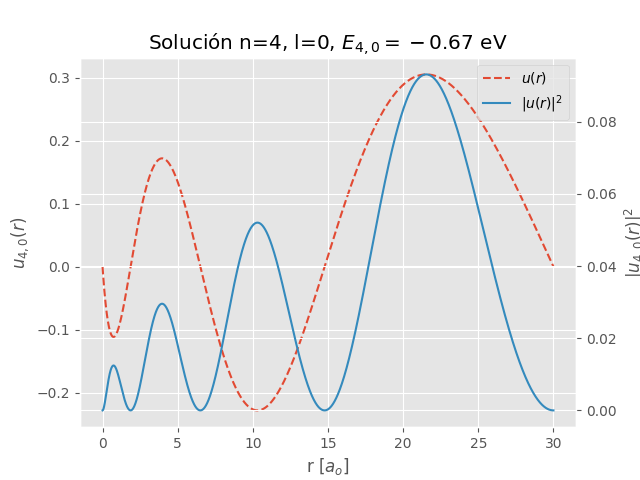 Solución n=4, l=0, $E_{4,0} = -0.67$ eV
u(r)
|u(r)|²
0.3
0.2
0.1
0.0
−0.1
−0.2
$u_{4,0}(r)$
0.08
0.06
0.04
0.02
0.00
$|u_{4,0}(r)|^2$
0 5 10 15 20 25 30
r [$a_o$]